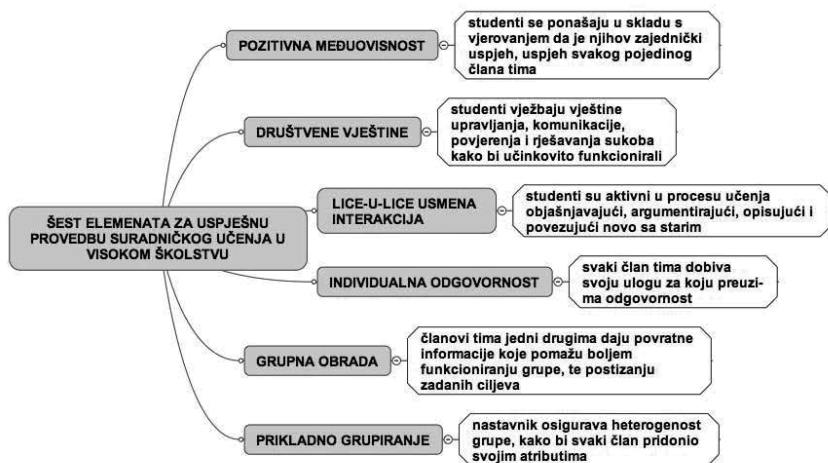 ŠEST ELEMENATA ZA USPJEŠNU
PROVEDBU SURADNIČKOG UČENJA U
VISOKOM ŠKOLSTVU
POZITIVNA MEĐUOVISNOST
studenti se ponašaju u skladu s
vjerovanjem da je njihov zajednički
uspjeh, uspjeh svakog pojedinog
člana tima
DRUŠTVENE VJEŠTINE
studenti vježbaju vještine
upravljanja, komunikacije,
povjerenja i rješavanja sukoba
kako bi učinkovito funkcionirali
LICE-U-LICE USMENA
INTERAKCIJA
studenti su aktivni u procesu učenja
objašnjavajući, argumentirajući, opisujući i
povezujući novo sa starim
INDIVIDUALNA ODGOVORNOST
svaki član tima dobiva
svoju ulogu za koju preuzi-
ma odgovornost
GRUPNA OBRADA
članovi tima jedni drugima daju povratne
informacije koje pomažu boljem
funkcioniranju grupe, te postizanju
zadanih ciljeva
PRIKLADNO GRUPIRANJE
nastavnik osigurava heterogenost
grupe, kako bi svaki član pridonio
svojim atributima